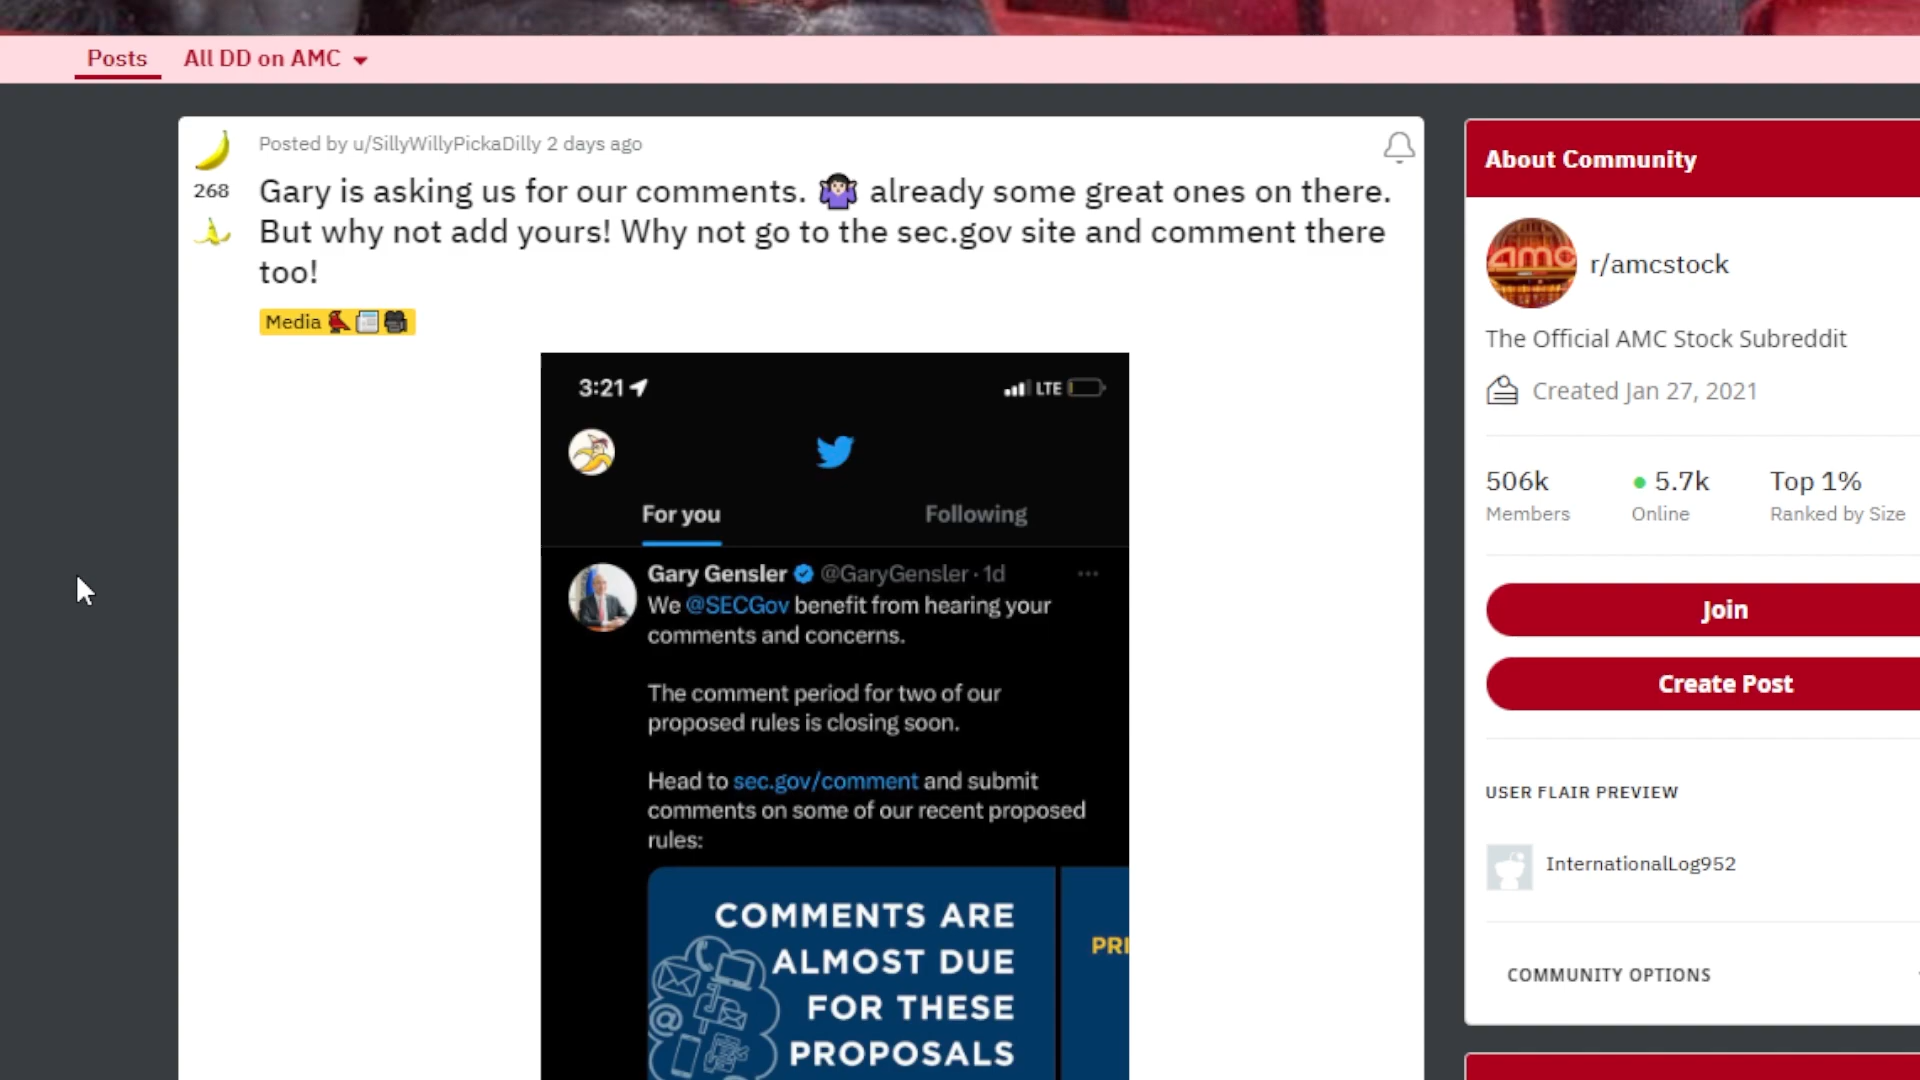 Posts
All DD on AMC
Posted by u/SillyWillyPickaDilly 2 days ago
268
Gary is asking us for our comments. 🤷🏻‍♀️ already some great ones on there.
But why not add yours! Why not go to the sec.gov site and comment there
too!
Media
3:21
LTE
For you
Following
Gary Gensler @GaryGensler · 1d
We @SECGov benefit from hearing your
comments and concerns.
The comment period for two of our
proposed rules is closing soon.
Head to sec.gov/comment and submit
comments on some of our recent proposed
rules:
COMMENTS ARE
ALMOST DUE
FOR THESE
PROPOSALS
PRI
About Community
amc
r/amcstock
The Official AMC Stock Subreddit
Created Jan 27, 2021
506k
Members
5.7k
Online
Top 1%
Ranked by Size
Join
Create Post
USER FLAIR PREVIEW
InternationalLog952
COMMUNITY OPTIONS